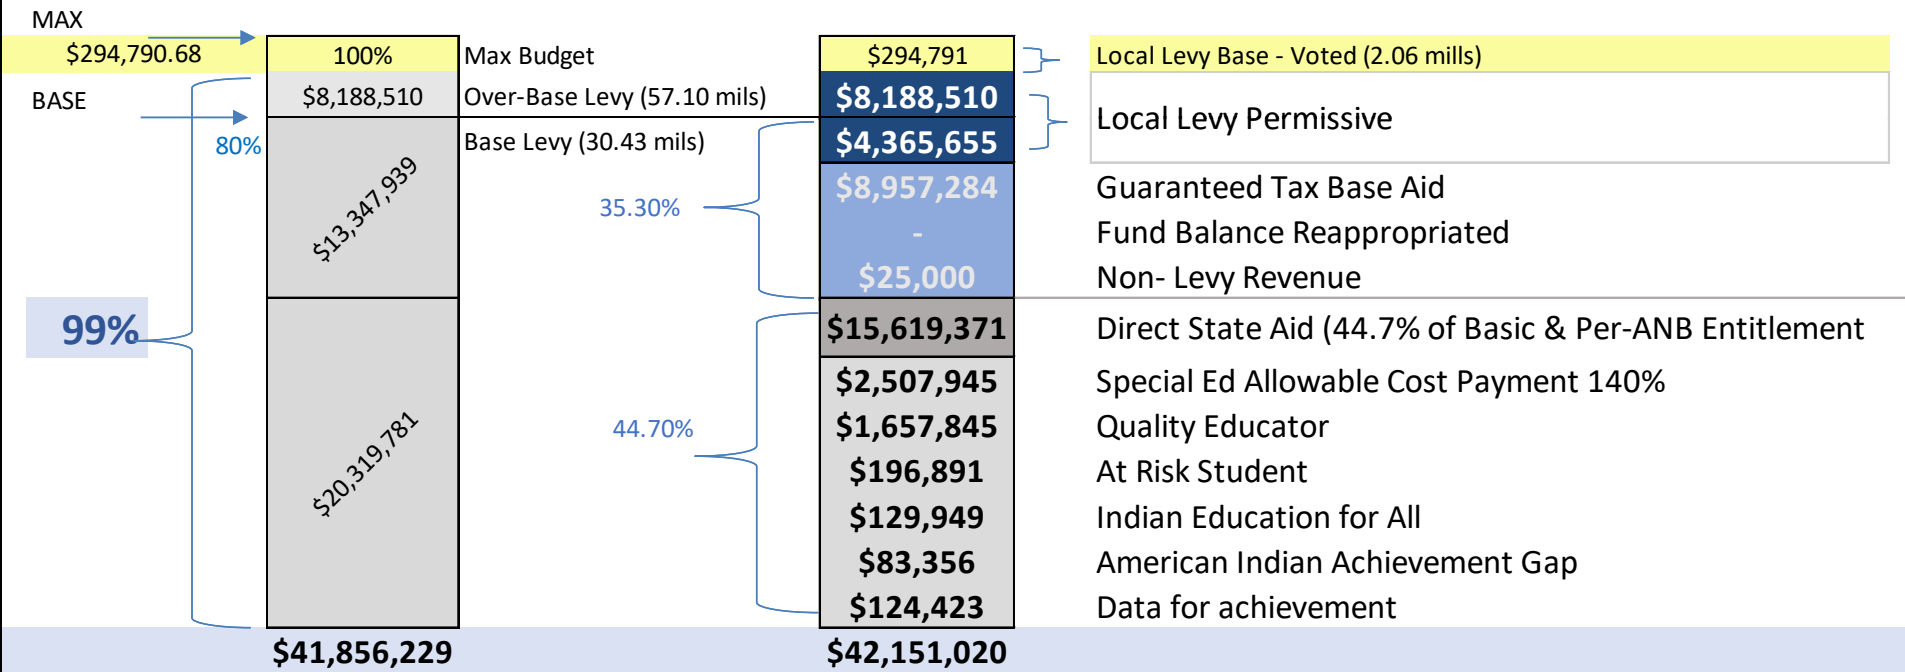 MAX
$294,790.68 100% Max Budget $294,791 Local Levy Base - Voted (2.06 mills)
BASE $8,188,510 Over-Base Levy (57.10 mils) $8,188,510
Local Levy Permissive
80% Base Levy (30.43 mils) $4,365,655
$13,347,939
35.30%
$8,957,284 Guaranteed Tax Base Aid
- Fund Balance Reappropriated
$25,000 Non- Levy Revenue
99% $15,619,371 Direct State Aid (44.7% of Basic & Per-ANB Entitlement
$2,507,945 Special Ed Allowable Cost Payment 140%
$20,319,781
44.70% $1,657,845 Quality Educator
$196,891 At Risk Student
$129,949 Indian Education for All
$83,356 American Indian Achievement Gap
$124,423 Data for achievement
$41,856,229 $42,151,020